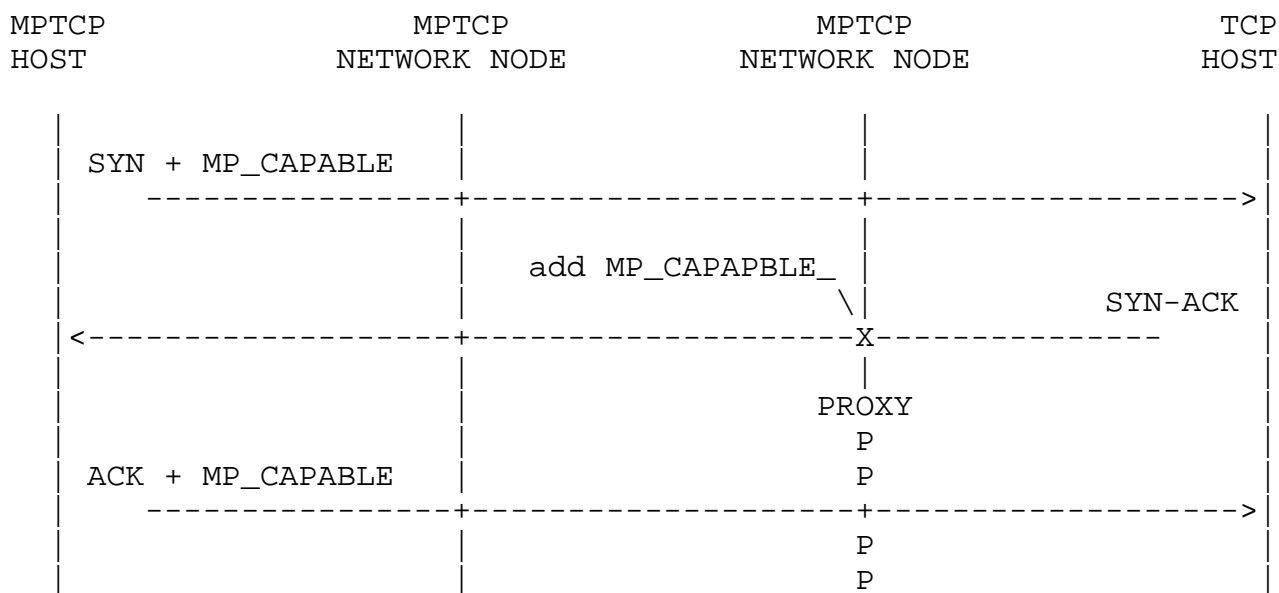 MPTCP MPTCP MPTCP TCP
HOST NETWORK NODE NETWORK NODE HOST
SYN + MP_CAPABLE
add MP_CAPAPBLE_
SYN-ACK
X
PROXY
P
ACK + MP_CAPABLE P
P
P